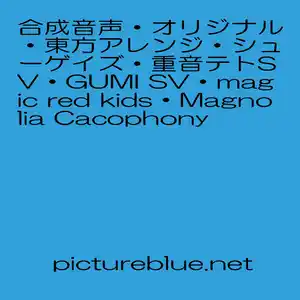 合成音声・オリジナル
・東方アレンジ・シュ
ーゲイズ・重音テトS
V・GUMI SV・mag
ic red kids・Magno
lia Cacophony
pictureblue.net